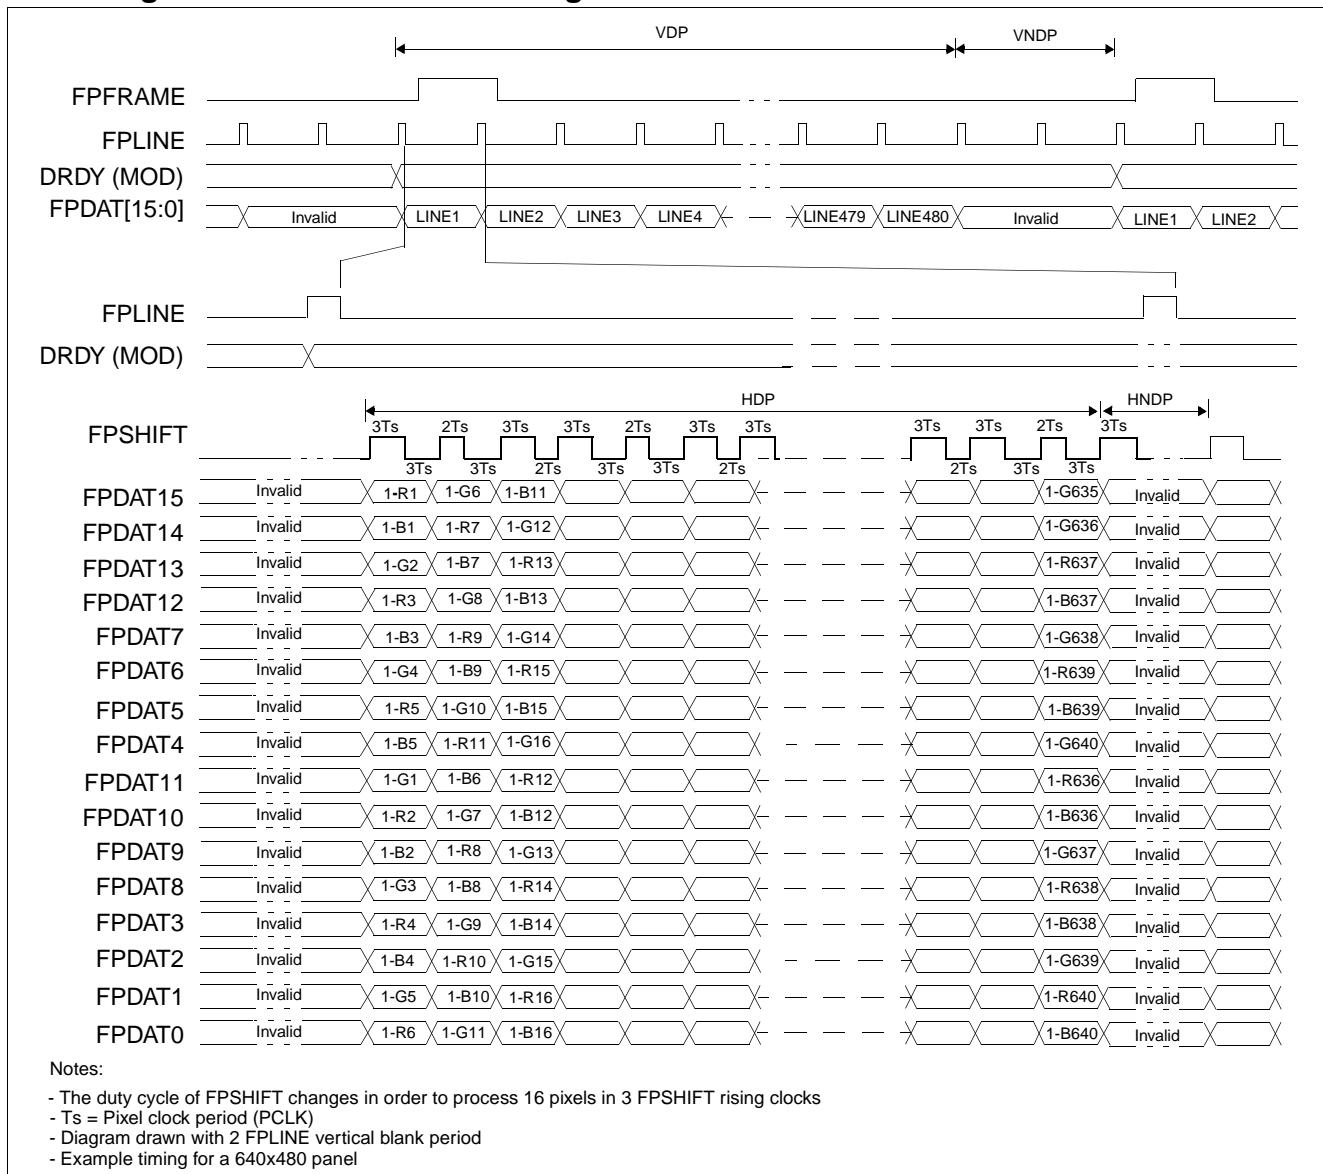 VDP VNDP
FPFRAME
FPLINE
DRDY (MOD)
FPDAT[15:0] Invalid LINE1 LINE2 LINE3 LINE4 LINE479 LINE480 Invalid LINE1 LINE2
FPLINE
DRDY (MOD)
HDP HNDP
3Ts 2Ts 3Ts 3Ts 2Ts 3Ts 3Ts 3Ts 3Ts 2Ts 3Ts
FPSHIFT
3Ts 3Ts 2Ts 3Ts 3Ts 2Ts 2Ts 3Ts 3Ts
FPDAT15 Invalid 1-R1 1-G6 1-B11 1-G635 Invalid
FPDAT14 Invalid 1-B1 1-R7 1-G12 1-G636 Invalid
FPDAT13 Invalid 1-G2 1-B7 1-R13 1-R637 Invalid
FPDAT12 Invalid 1-R3 1-G8 1-B13 1-B637 Invalid
FPDAT7 Invalid 1-B3 1-R9 1-G14 1-G638 Invalid
FPDAT6 Invalid 1-G4 1-B9 1-R15 1-R639 Invalid
FPDAT5 Invalid 1-R5 1-G10 1-B15 1-B639 Invalid
FPDAT4 Invalid 1-B5 1-R11 1-G16 1-G640 Invalid
FPDAT11 Invalid 1-G1 1-B6 1-R12 1-R636 Invalid
FPDAT10 Invalid 1-R2 1-G7 1-B12 1-B636 Invalid
FPDAT9 Invalid 1-B2 1-R8 1-G13 1-G637 Invalid
FPDAT8 Invalid 1-G3 1-B8 1-R14 1-R638 Invalid
FPDAT3 Invalid 1-R4 1-G9 1-B14 1-B638 Invalid
FPDAT2 Invalid 1-B4 1-R10 1-G15 1-G639 Invalid
FPDAT1 Invalid 1-G5 1-B10 1-R16 1-R640 Invalid
FPDAT0 Invalid 1-R6 1-G11 1-B16 1-B640 Invalid
Notes:
- The duty cycle of FPSHIFT changes in order to process 16 pixels in 3 FPSHIFT rising clocks
- Ts = Pixel clock period (PCLK)
- Diagram drawn with 2 FPLINE vertical blank period
- Example timing for a 640x480 panel